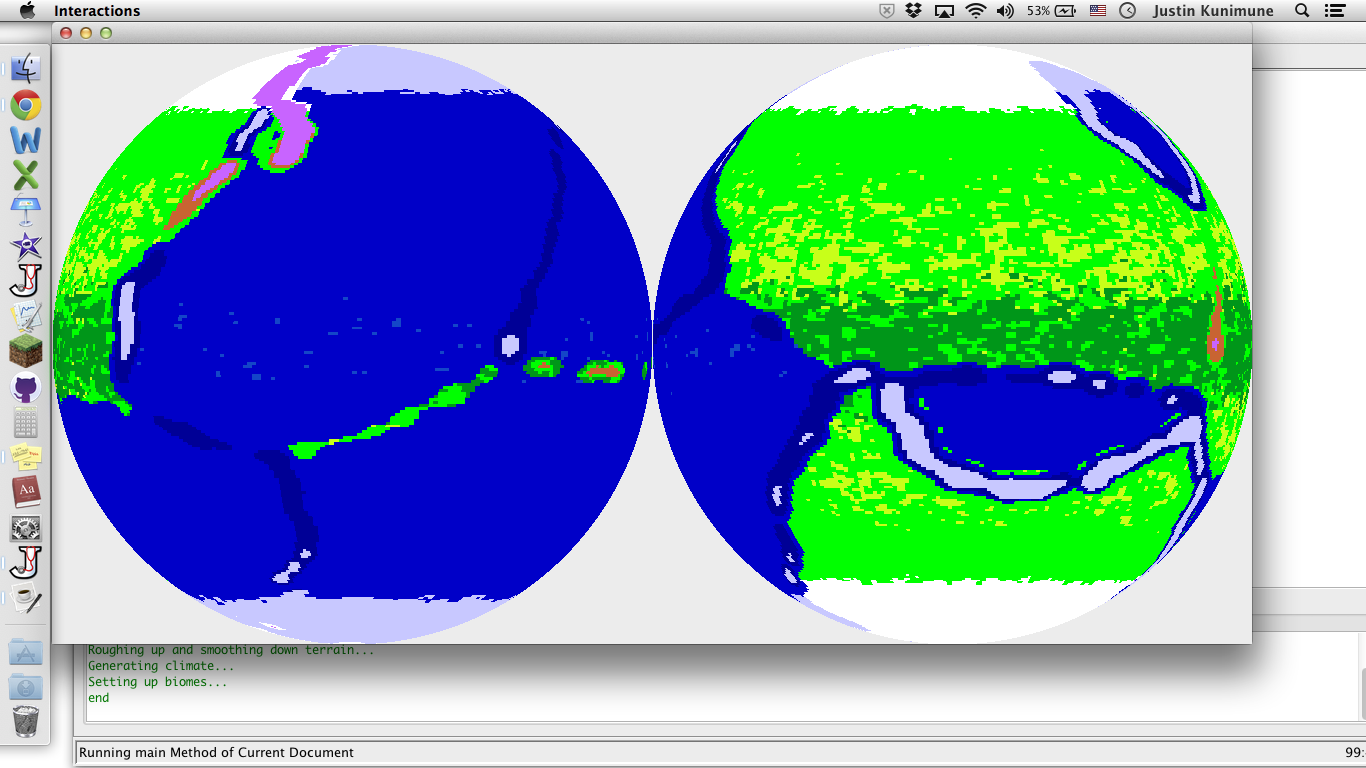 Interactions
53%
Justin Kunimune
Roughing up and smoothing down terrain...
Generating climate...
Setting up biomes...
end
Running main Method of Current Document
99: